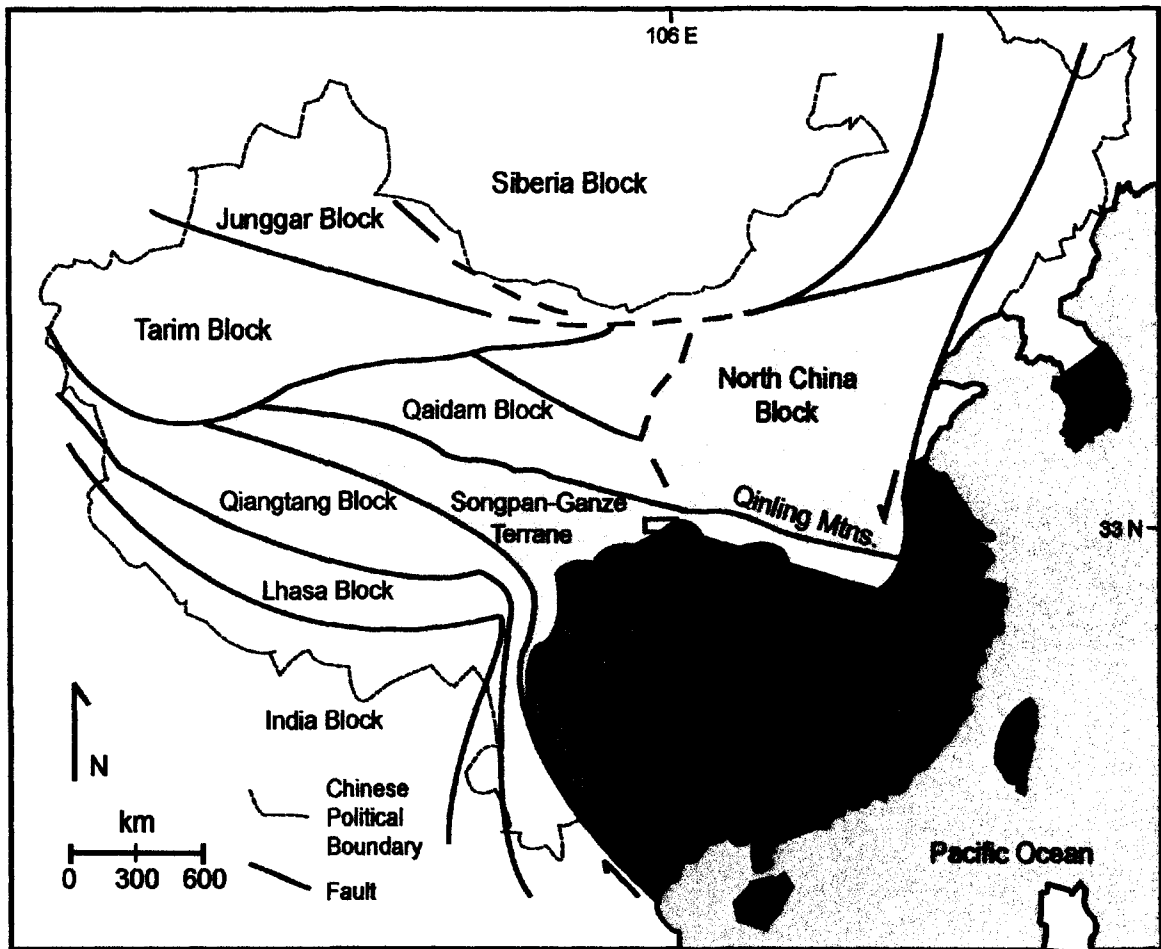 106 E
Siberia Block
Junggar Block
Tarim Block
North China
Block
Qaidam Block
Qiangtang Block
Songpan-Ganze
Terrane
Qinling Mtns.
33 N
Lhasa Block
India Block
N
Chinese
Political
Boundary
km
0 300 600
Fault
Pacific Ocean